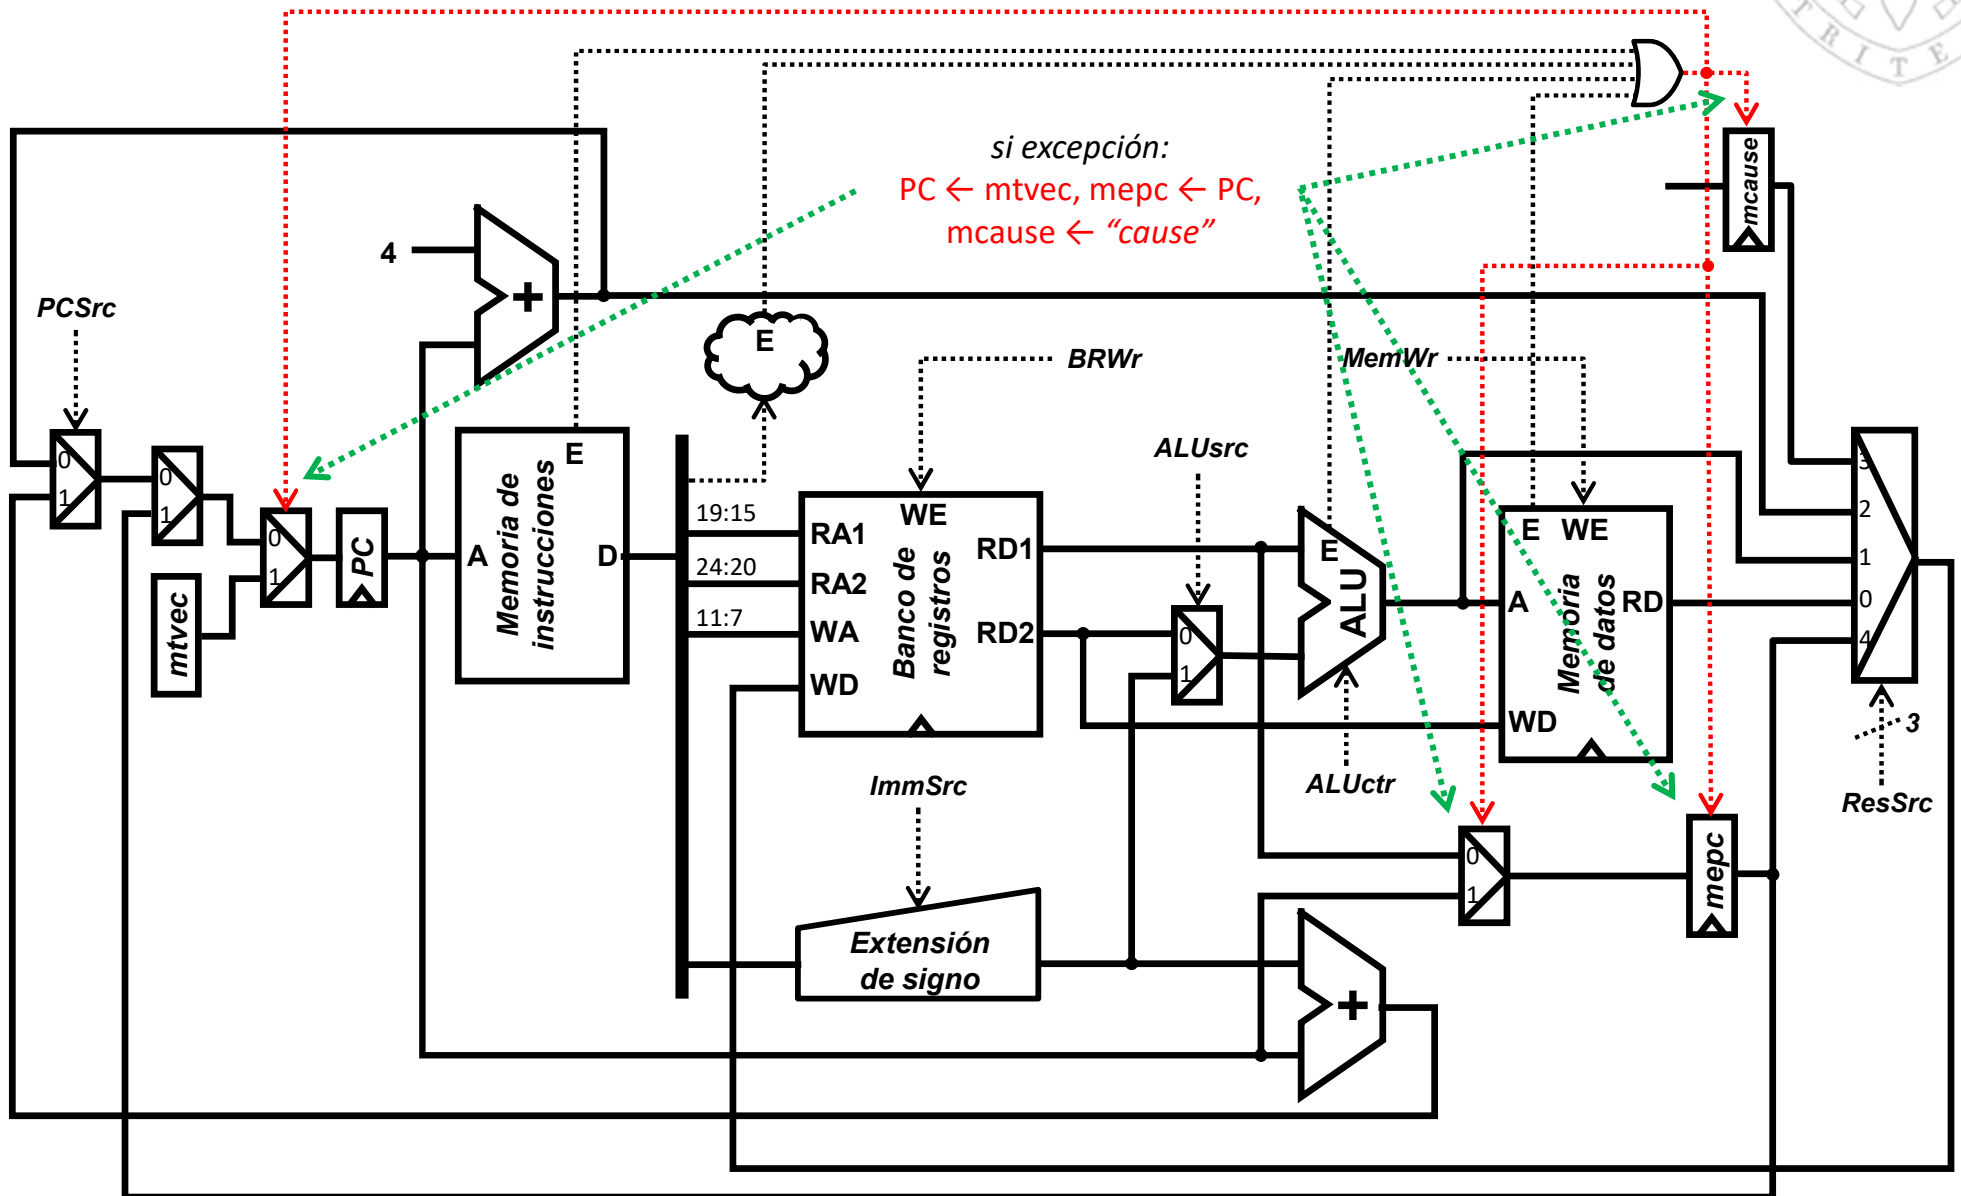 T R I T E
si excepción:
PC ← mtvec, mepc ← PC,
mcause ← “cause”
mcause
4
+
PCSrc
E
BRWr
MemWr
0
1
0
1
0
1
mtvec
PC
A
Memoria de
instrucciones
E
D
19:15
24:20
11:7
RA1
RA2
WA
WD
WE
Banco de
registros
RD1
RD2
ALUsrc
0
1
E
ALU
ALUctr
E
WE
A
Memoria
de datos
RD
WD
3
2
1
0
4
3
ResSrc
ImmSrc
Extensión
de signo
+
0
1
mepc